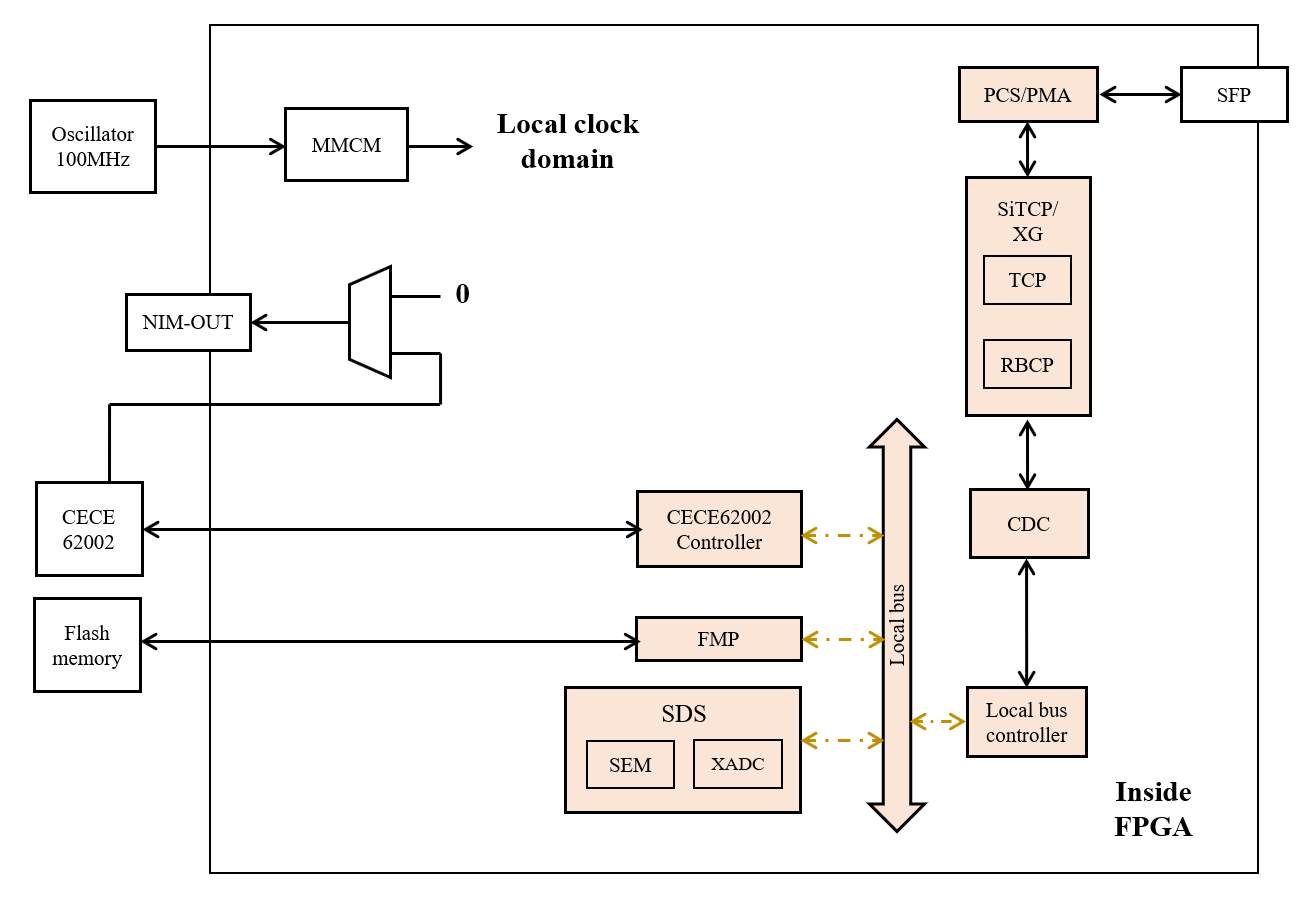 Oscillator
100MHz
MMCM
Local clock
domain
PCS/PMA
SFP
SiTCP/
XG
TCP
RBCP
NIM-OUT
0
CECE
62002
CECE62002
Controller
CDC
Flash
memory
FMP
Local bus
SDS
SEM
XADC
Local bus
controller
Inside
FPGA